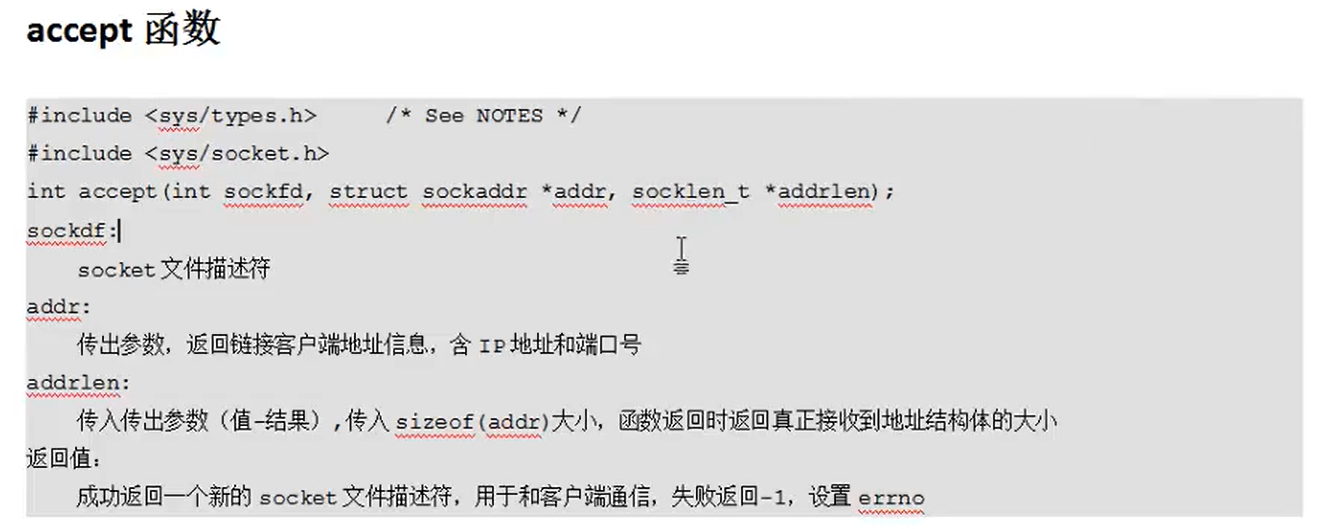 accept 函数
#include <sys/types.h> /* See NOTES */
#include <sys/socket.h>
int accept(int sockfd, struct sockaddr *addr, socklen_t *addrlen);
sockdf:
socket 文件描述符
addr:
传出参数，返回链接客户端地址信息，含 IP 地址和端口号
addrlen:
传入传出参数（值-结果）,传入 sizeof(addr)大小，函数返回时返回真正接收到地址结构体的大小
返回值：
成功返回一个新的 socket 文件描述符，用于和客户端通信，失败返回-1，设置 errno